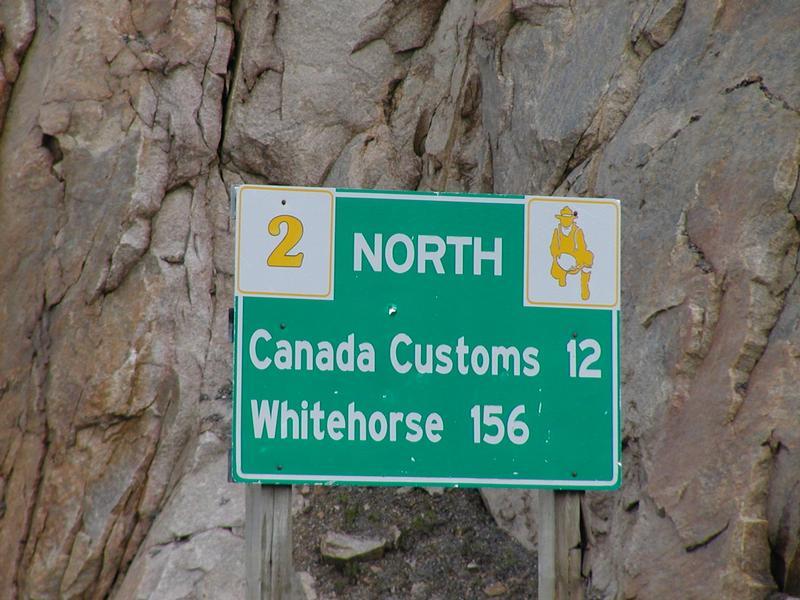 2 NORTH
Canada Customs 12
Whitehorse 156